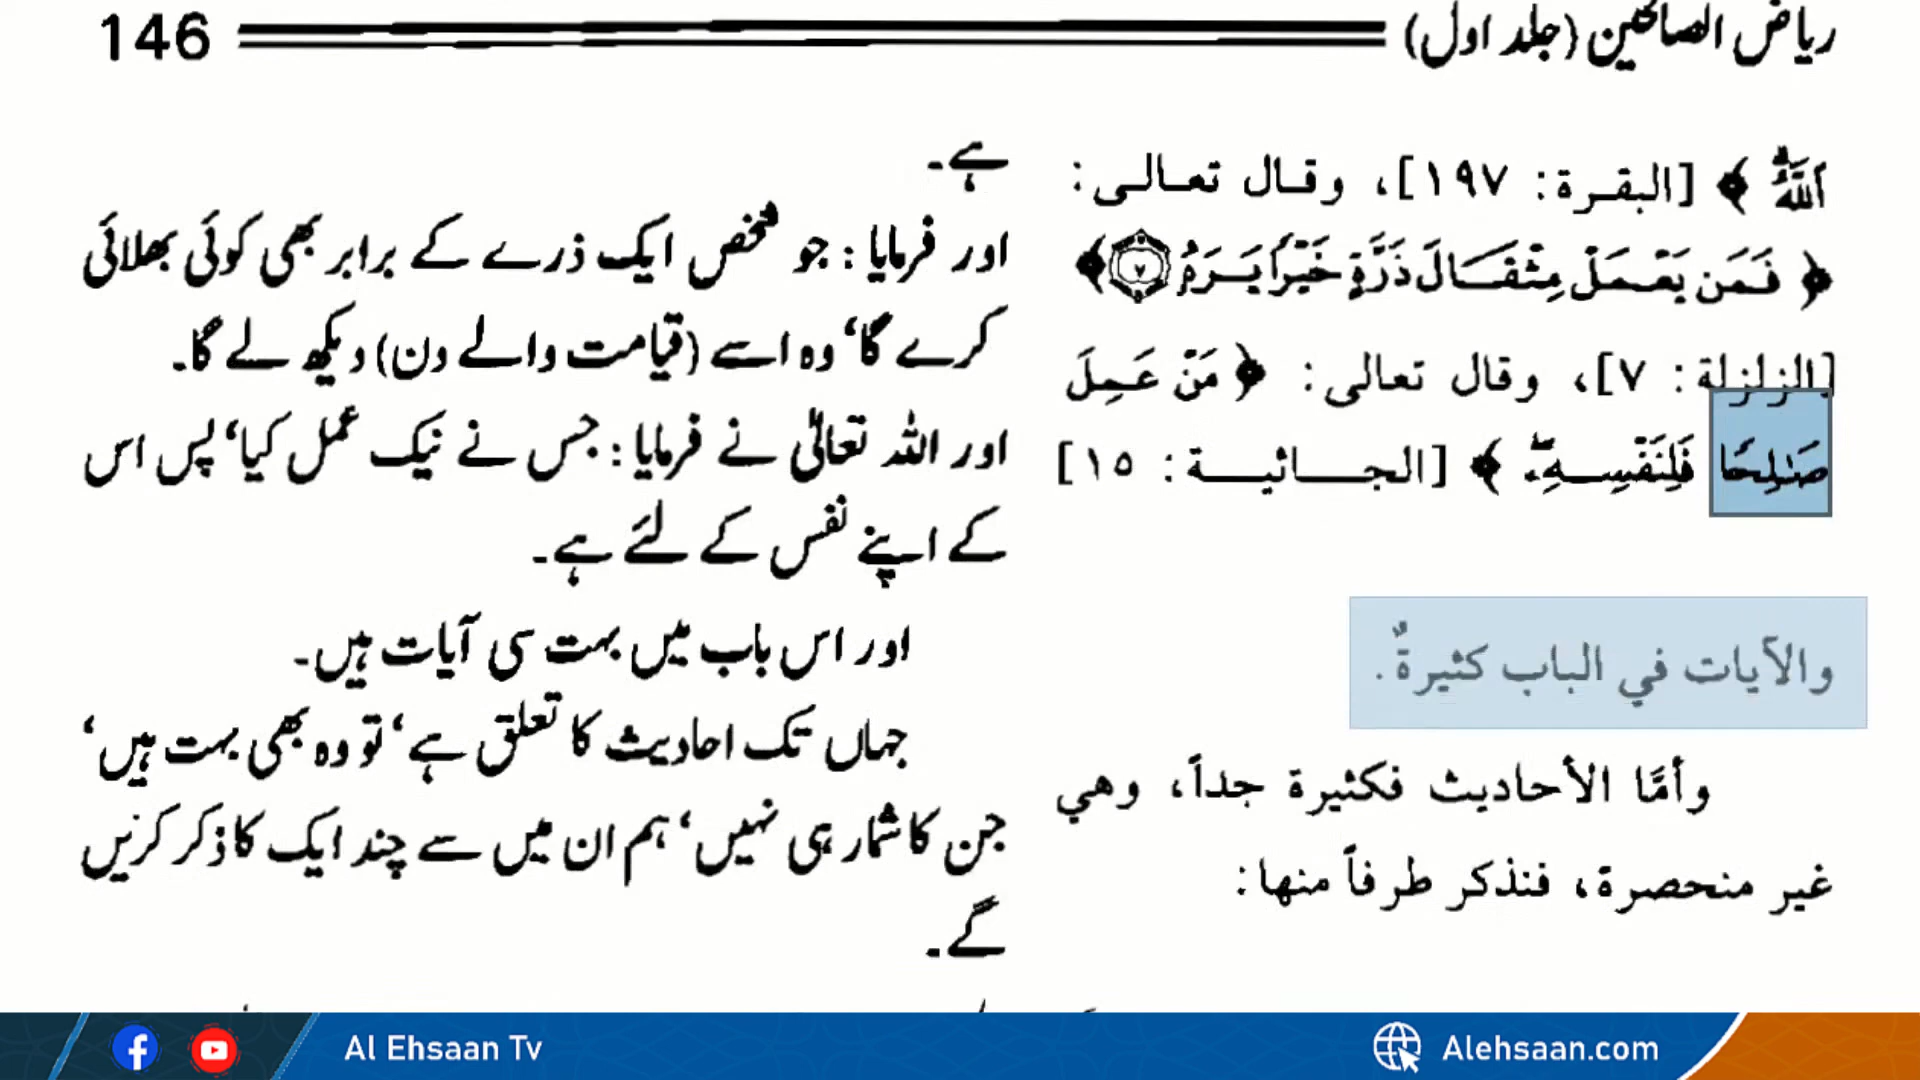 ریاض الصالحین (جلد اول)
146
ٱللَّهُ ﴾ [البقرة: ١٩٧]، وقال تعالى:
﴿ فَمَن يَعْمَلْ مِثْقَالَ ذَرَّةٍ خَيْرًا يَرَهُ ۝٧ ﴾
[الزلزلة: ٧]، وقال تعالى: ﴿ مَنْ عَمِلَ
صَٰلِحًا فَلِنَفْسِهِۦ ﴾ [الجاثية: ١٥]
والآيات في الباب كثيرةٌ.
وأمَّا الأحاديث فكثيرة جداً، وهي
غير منحصرة، فنذكر طرفاً منها:
ہے۔
اور فرمایا: جو شخص ایک ذرے کے برابر بھی کوئی بھلائی
کرے گا، وہ اسے (قیامت والے دن) دیکھ لے گا۔
اور اللہ تعالیٰ نے فرمایا: جس نے نیک عمل کیا، پس اس
کے اپنے نفس کے لئے ہے۔
اور اس باب میں بہت سی آیات ہیں۔
جہاں تک احادیث کا تعلق ہے، تو وہ بھی بہت ہیں،
جن کا شمار ہی نہیں، ہم ان میں سے چند ایک کا ذکر کریں
گے۔
Al Ehsaan Tv
Alehsaan.com